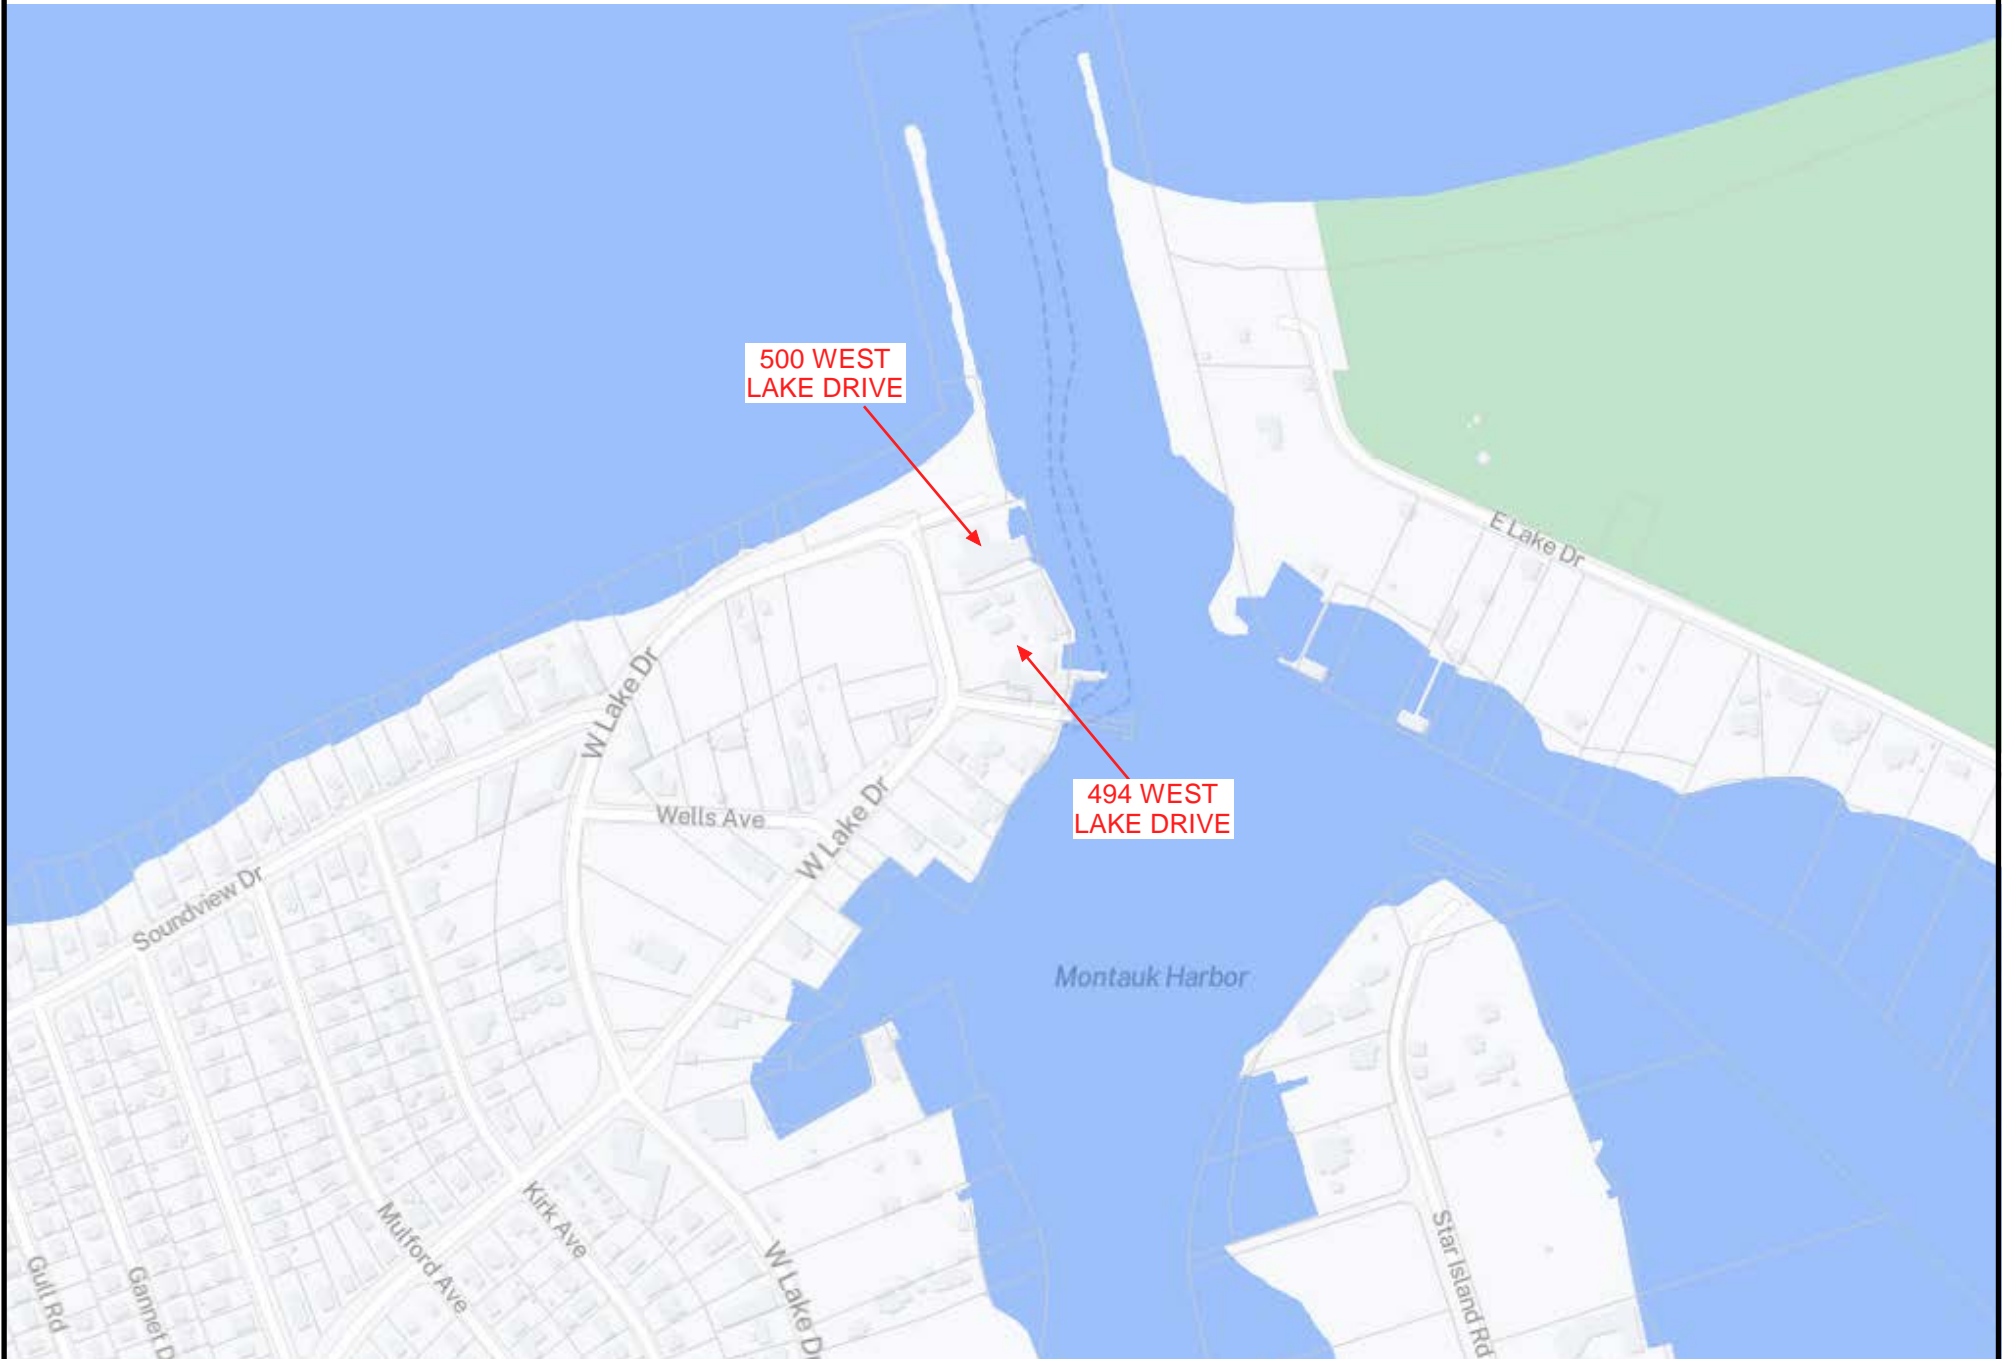 500 WEST
LAKE DRIVE
E Lake Dr
W Lake Dr
494 WEST
LAKE DRIVE
Wells Ave
W Lake Dr
Soundview Dr
Montauk Harbor
Kirk Ave
Mulford Ave
Star Island Rd
W Lake Dr
Gull Rd
Gannet D